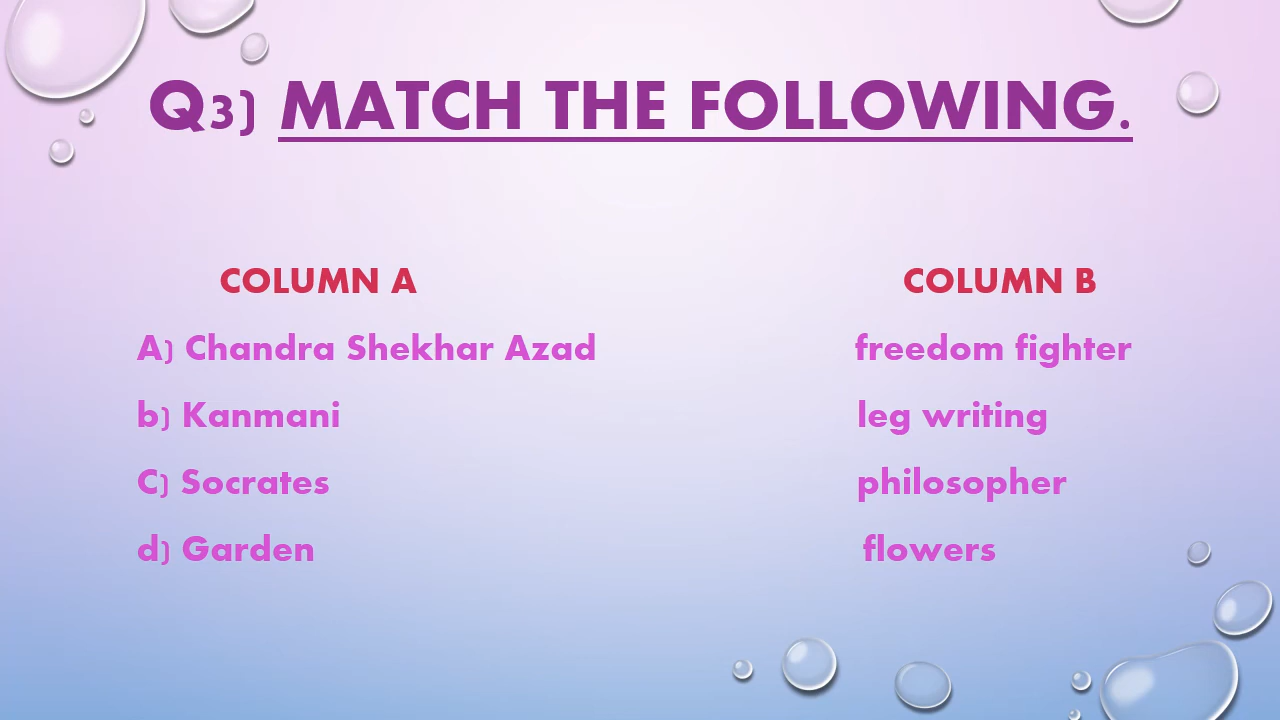 Q3) MATCH THE FOLLOWING.
COLUMN A COLUMN B
A) Chandra Shekhar Azad freedom fighter
b) Kanmani leg writing
C) Socrates philosopher
d) Garden flowers